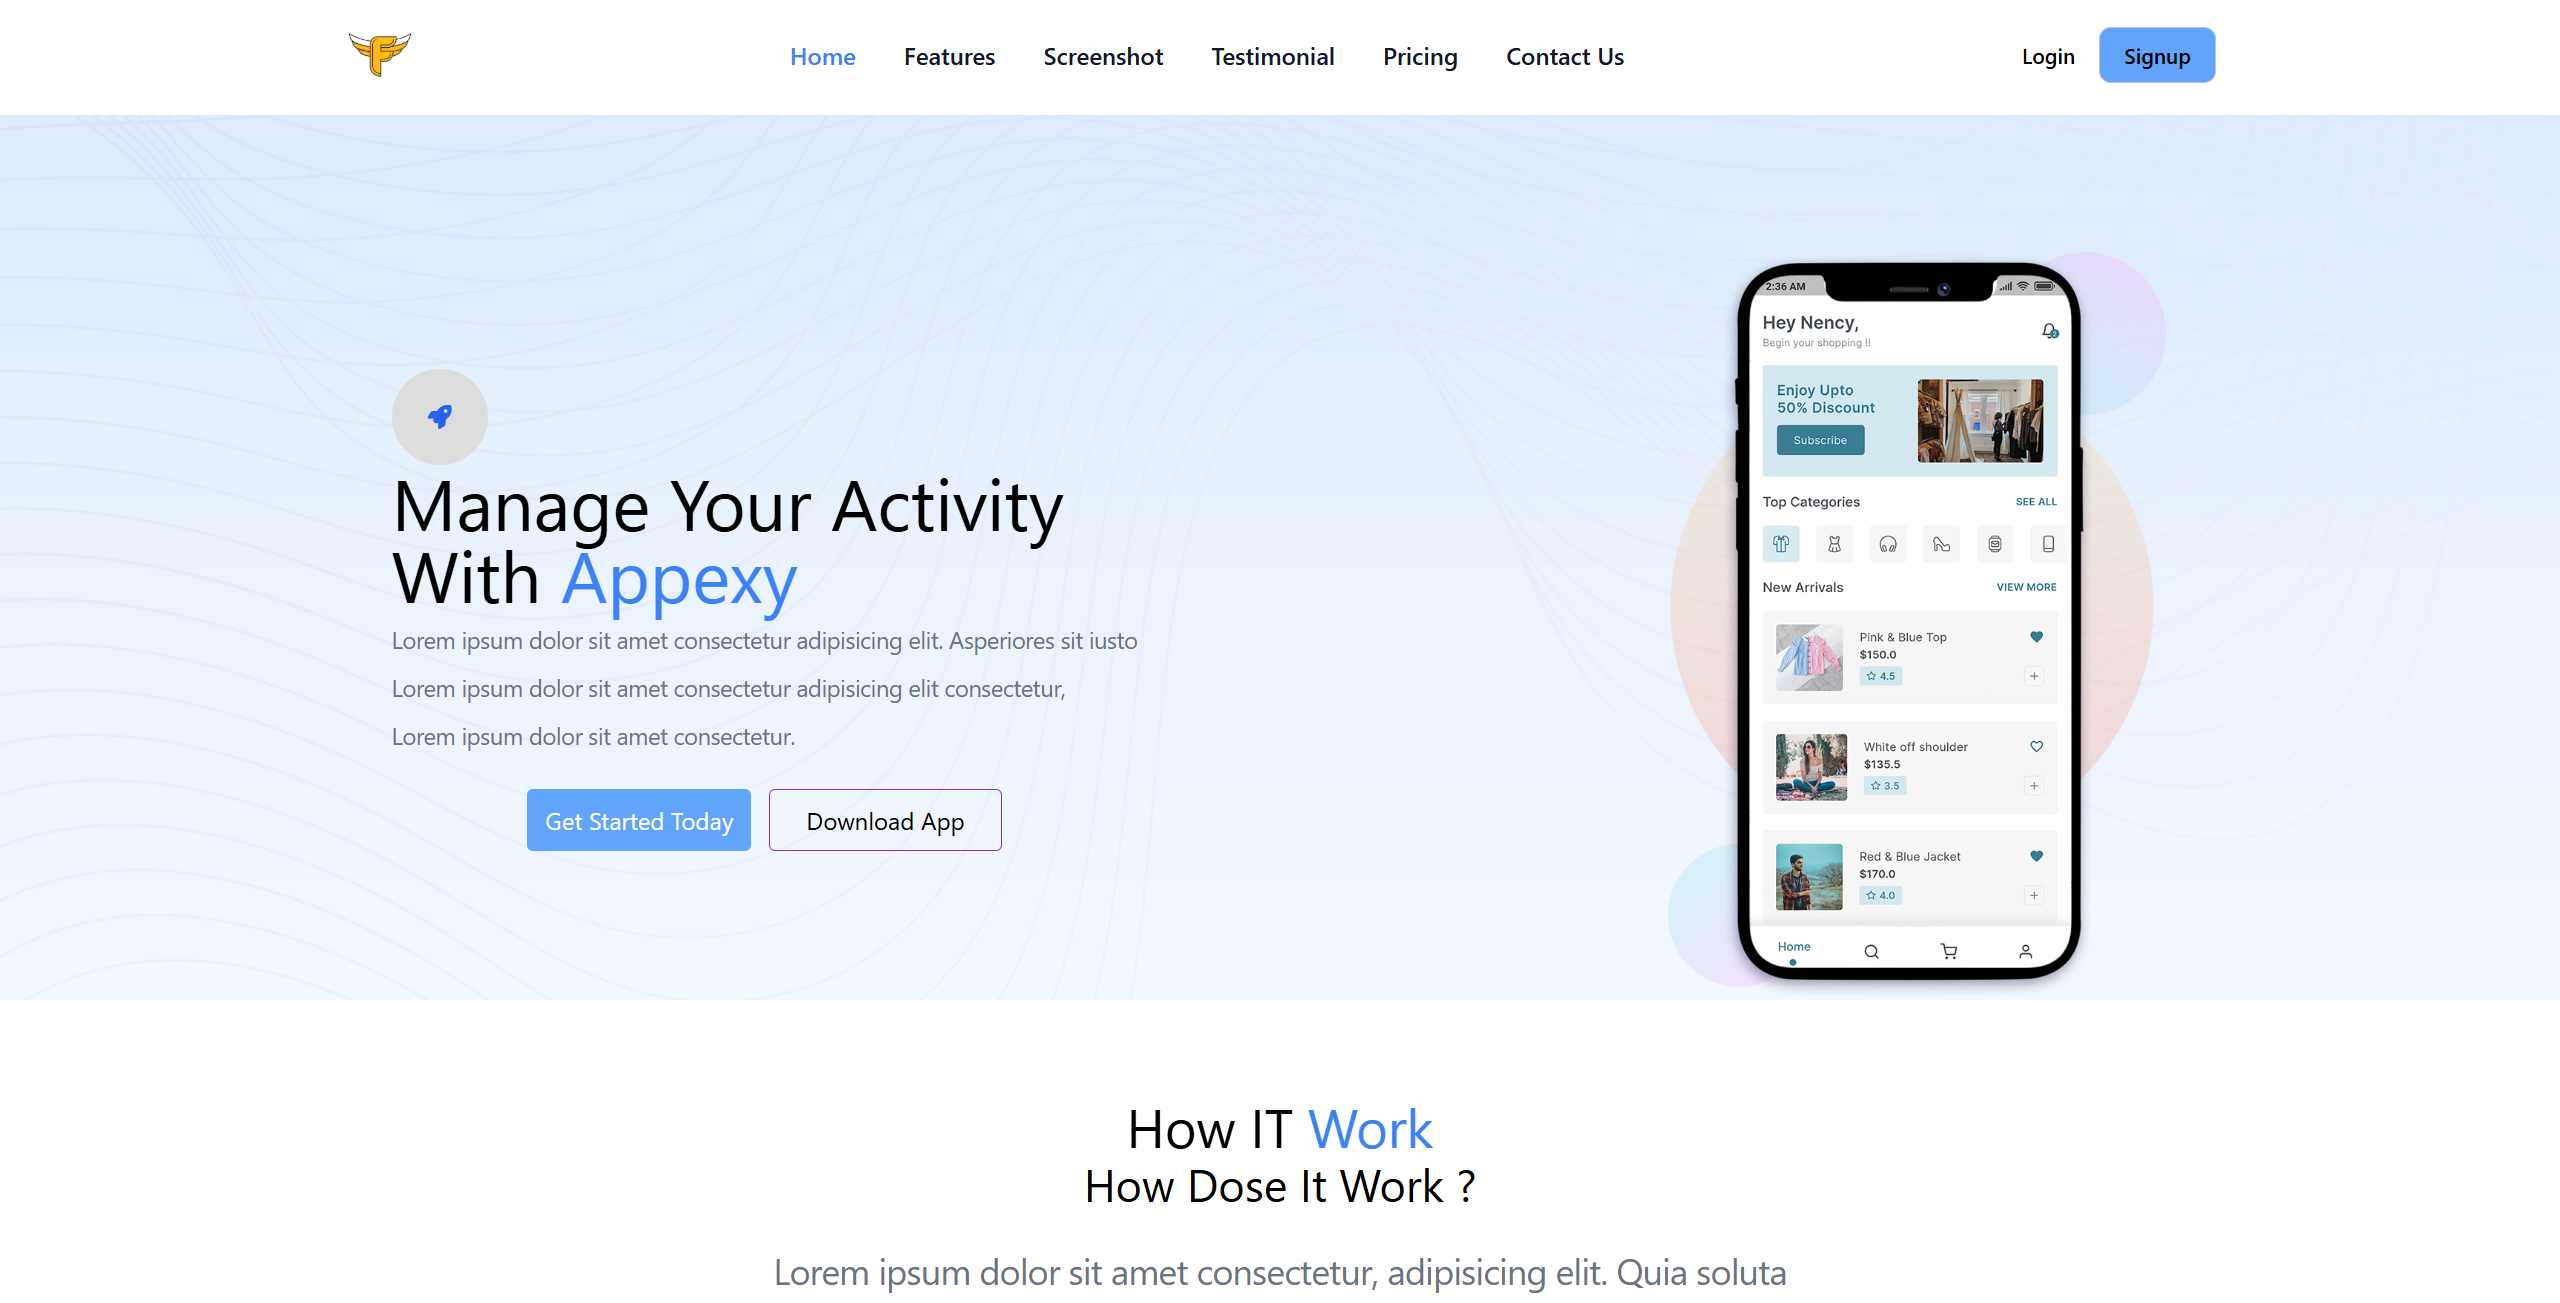 F
Home Features Screenshot Testimonial Pricing Contact Us
Login Signup
Manage Your Activity
With Appexy
Lorem ipsum dolor sit amet consectetur adipisicing elit. Asperiores sit iusto
Lorem ipsum dolor sit amet consectetur adipisicing elit consectetur,
Lorem ipsum dolor sit amet consectetur.
Get Started Today
Download App
2:36 AM
Hey Nency,
Begin your shopping !!
Enjoy Upto
50% Discount
Subscribe
Top Categories SEE ALL
New Arrivals VIEW MORE
Pink & Blue Top
$150.0
4.5
+
White off shoulder
$135.5
3.5
+
Red & Blue Jacket
$170.0
4.0
+
Home
How IT Work
How Dose It Work ?
Lorem ipsum dolor sit amet consectetur, adipisicing elit. Quia soluta